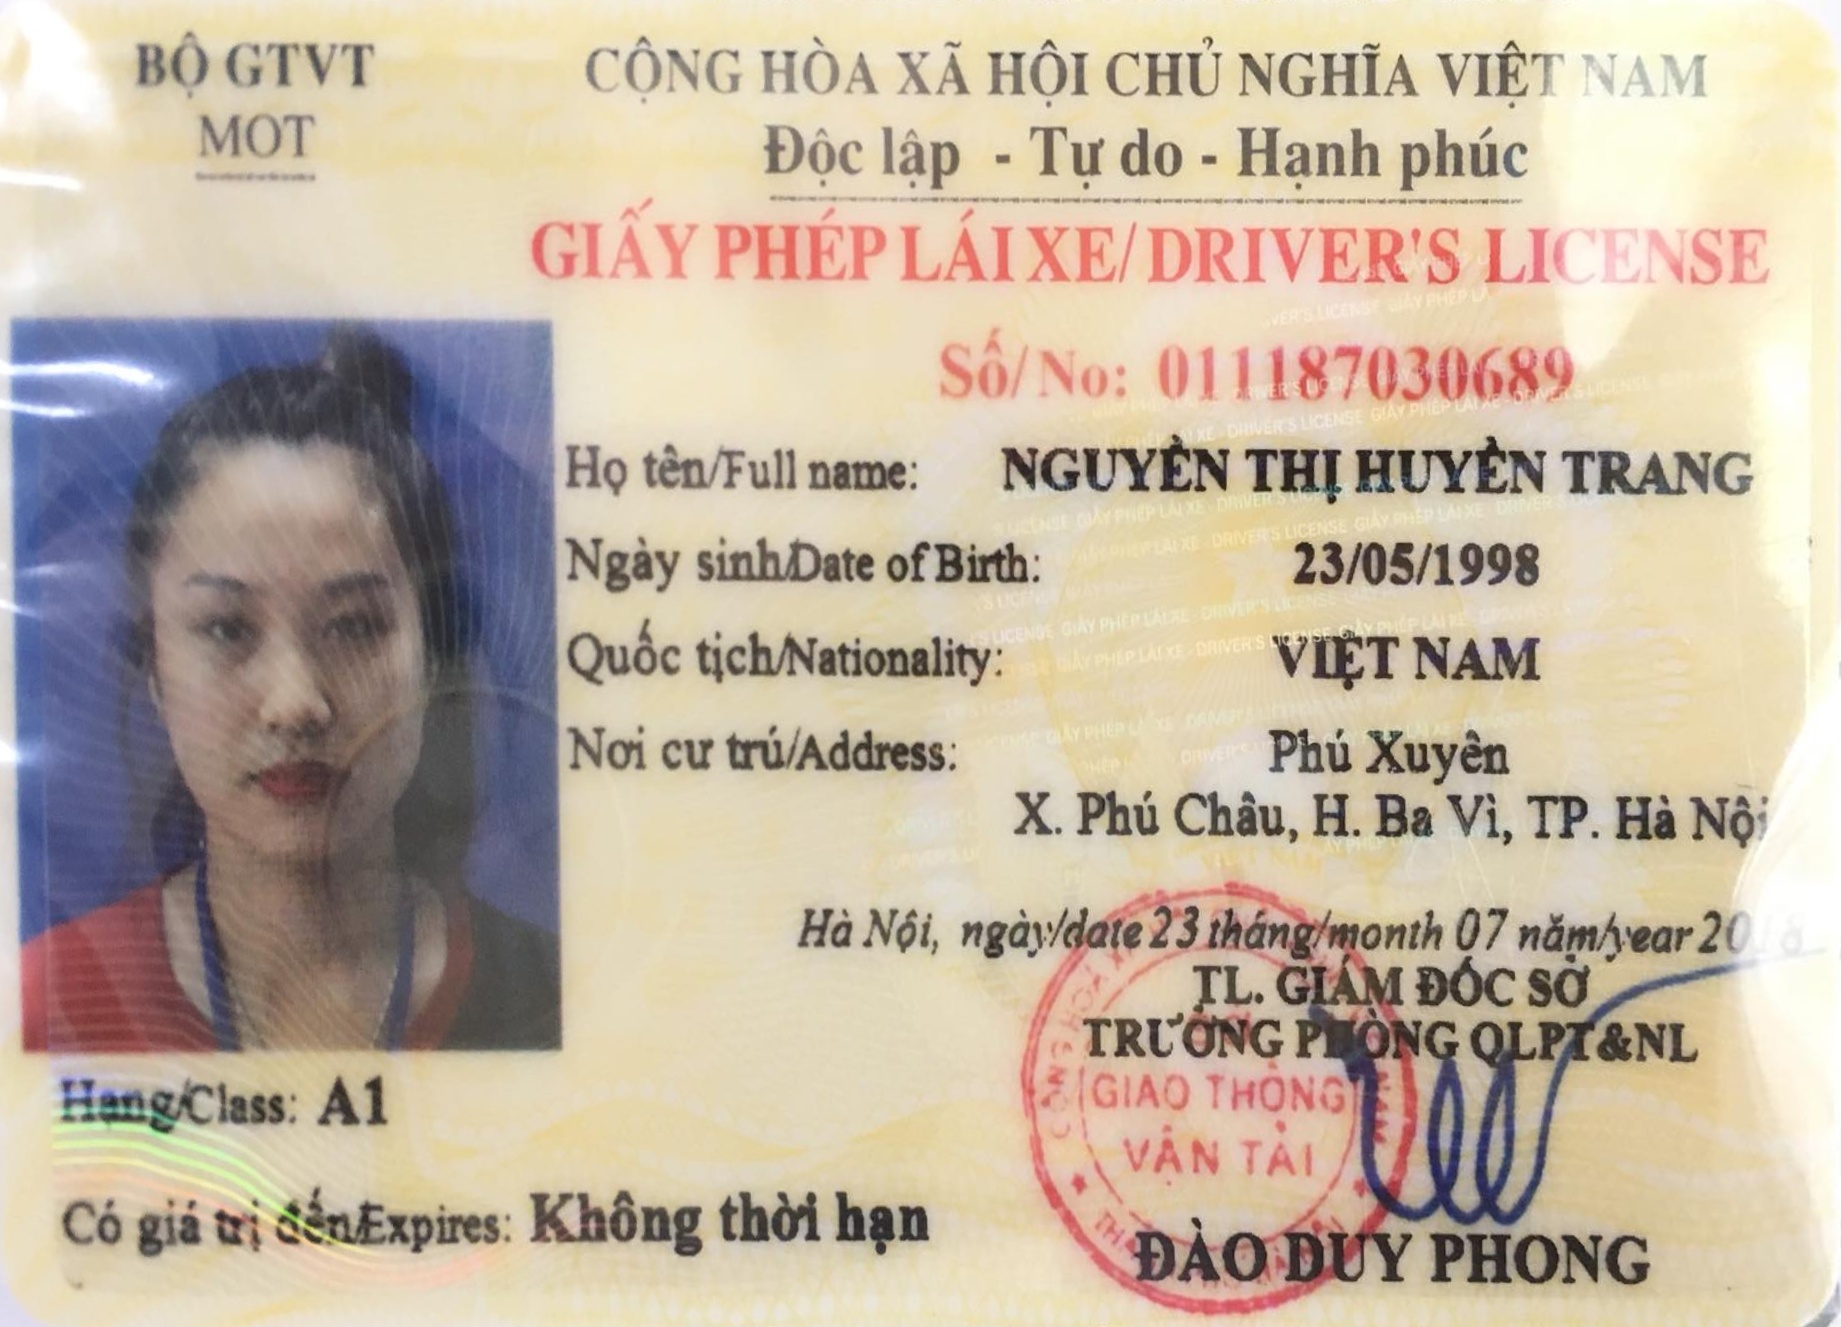 BỘ GTVT
MOT
CỘNG HÒA XÃ HỘI CHỦ NGHĨA VIỆT NAM
Độc lập - Tự do - Hạnh phúc
GIẤY PHÉP LÁI XE/DRIVER'S LICENSE
Số/No: 011187030689
Họ tên/Full name: NGUYỄN THỊ HUYỀN TRANG
Ngày sinh/Date of Birth: 23/05/1998
Quốc tịch/Nationality: VIỆT NAM
Nơi cư trú/Address: Phú Xuyên
X. Phú Châu, H. Ba Vì, TP. Hà Nội
Hà Nội, ngày/date 23 tháng/month 07 năm/year 2018
TL. GIÁM ĐỐC SỞ
TRƯỞNG PHÒNG QLPT&NL
GIAO THÔNG
VẬN TẢI
ĐÀO DUY PHONG
Hạng/Class: A1
Có giá trị đến/Expires: Không thời hạn